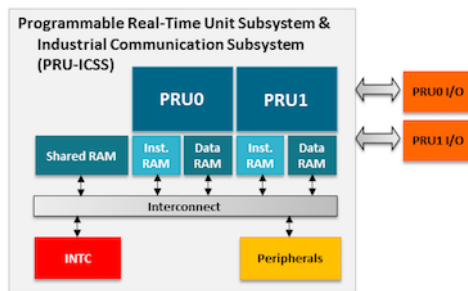 Programmable Real-Time Unit Subsystem &
Industrial Communication Subsystem
(PRU-ICSS)
PRU0
PRU1
PRU0 I/O
PRU1 I/O
Shared RAM
Inst.
RAM
Data
RAM
Inst.
RAM
Data
RAM
Interconnect
INTC
Peripherals